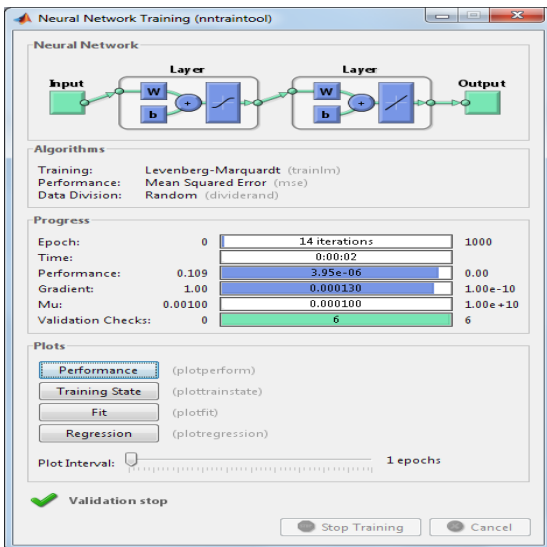 Neural Network Training (nntraintool)
Neural Network
Layer Layer
Input W b + W b + Output
Algorithms
Training: Levenberg-Marquardt (trainlm)
Performance: Mean Squared Error (mse)
Data Division: Random (dividerand)
Progress
Epoch: 0 14 iterations 1000
Time: 0:00:02
Performance: 0.109 3.95e-06 0.00
Gradient: 1.00 0.000130 1.00e-10
Mu: 0.00100 0.000100 1.00e+10
Validation Checks: 0 6 6
Plots
Performance (plotperform)
Training State (plottrainstate)
Fit (plotfit)
Regression (plotregression)
Plot Interval: 1 epochs
Validation stop
Stop Training Cancel